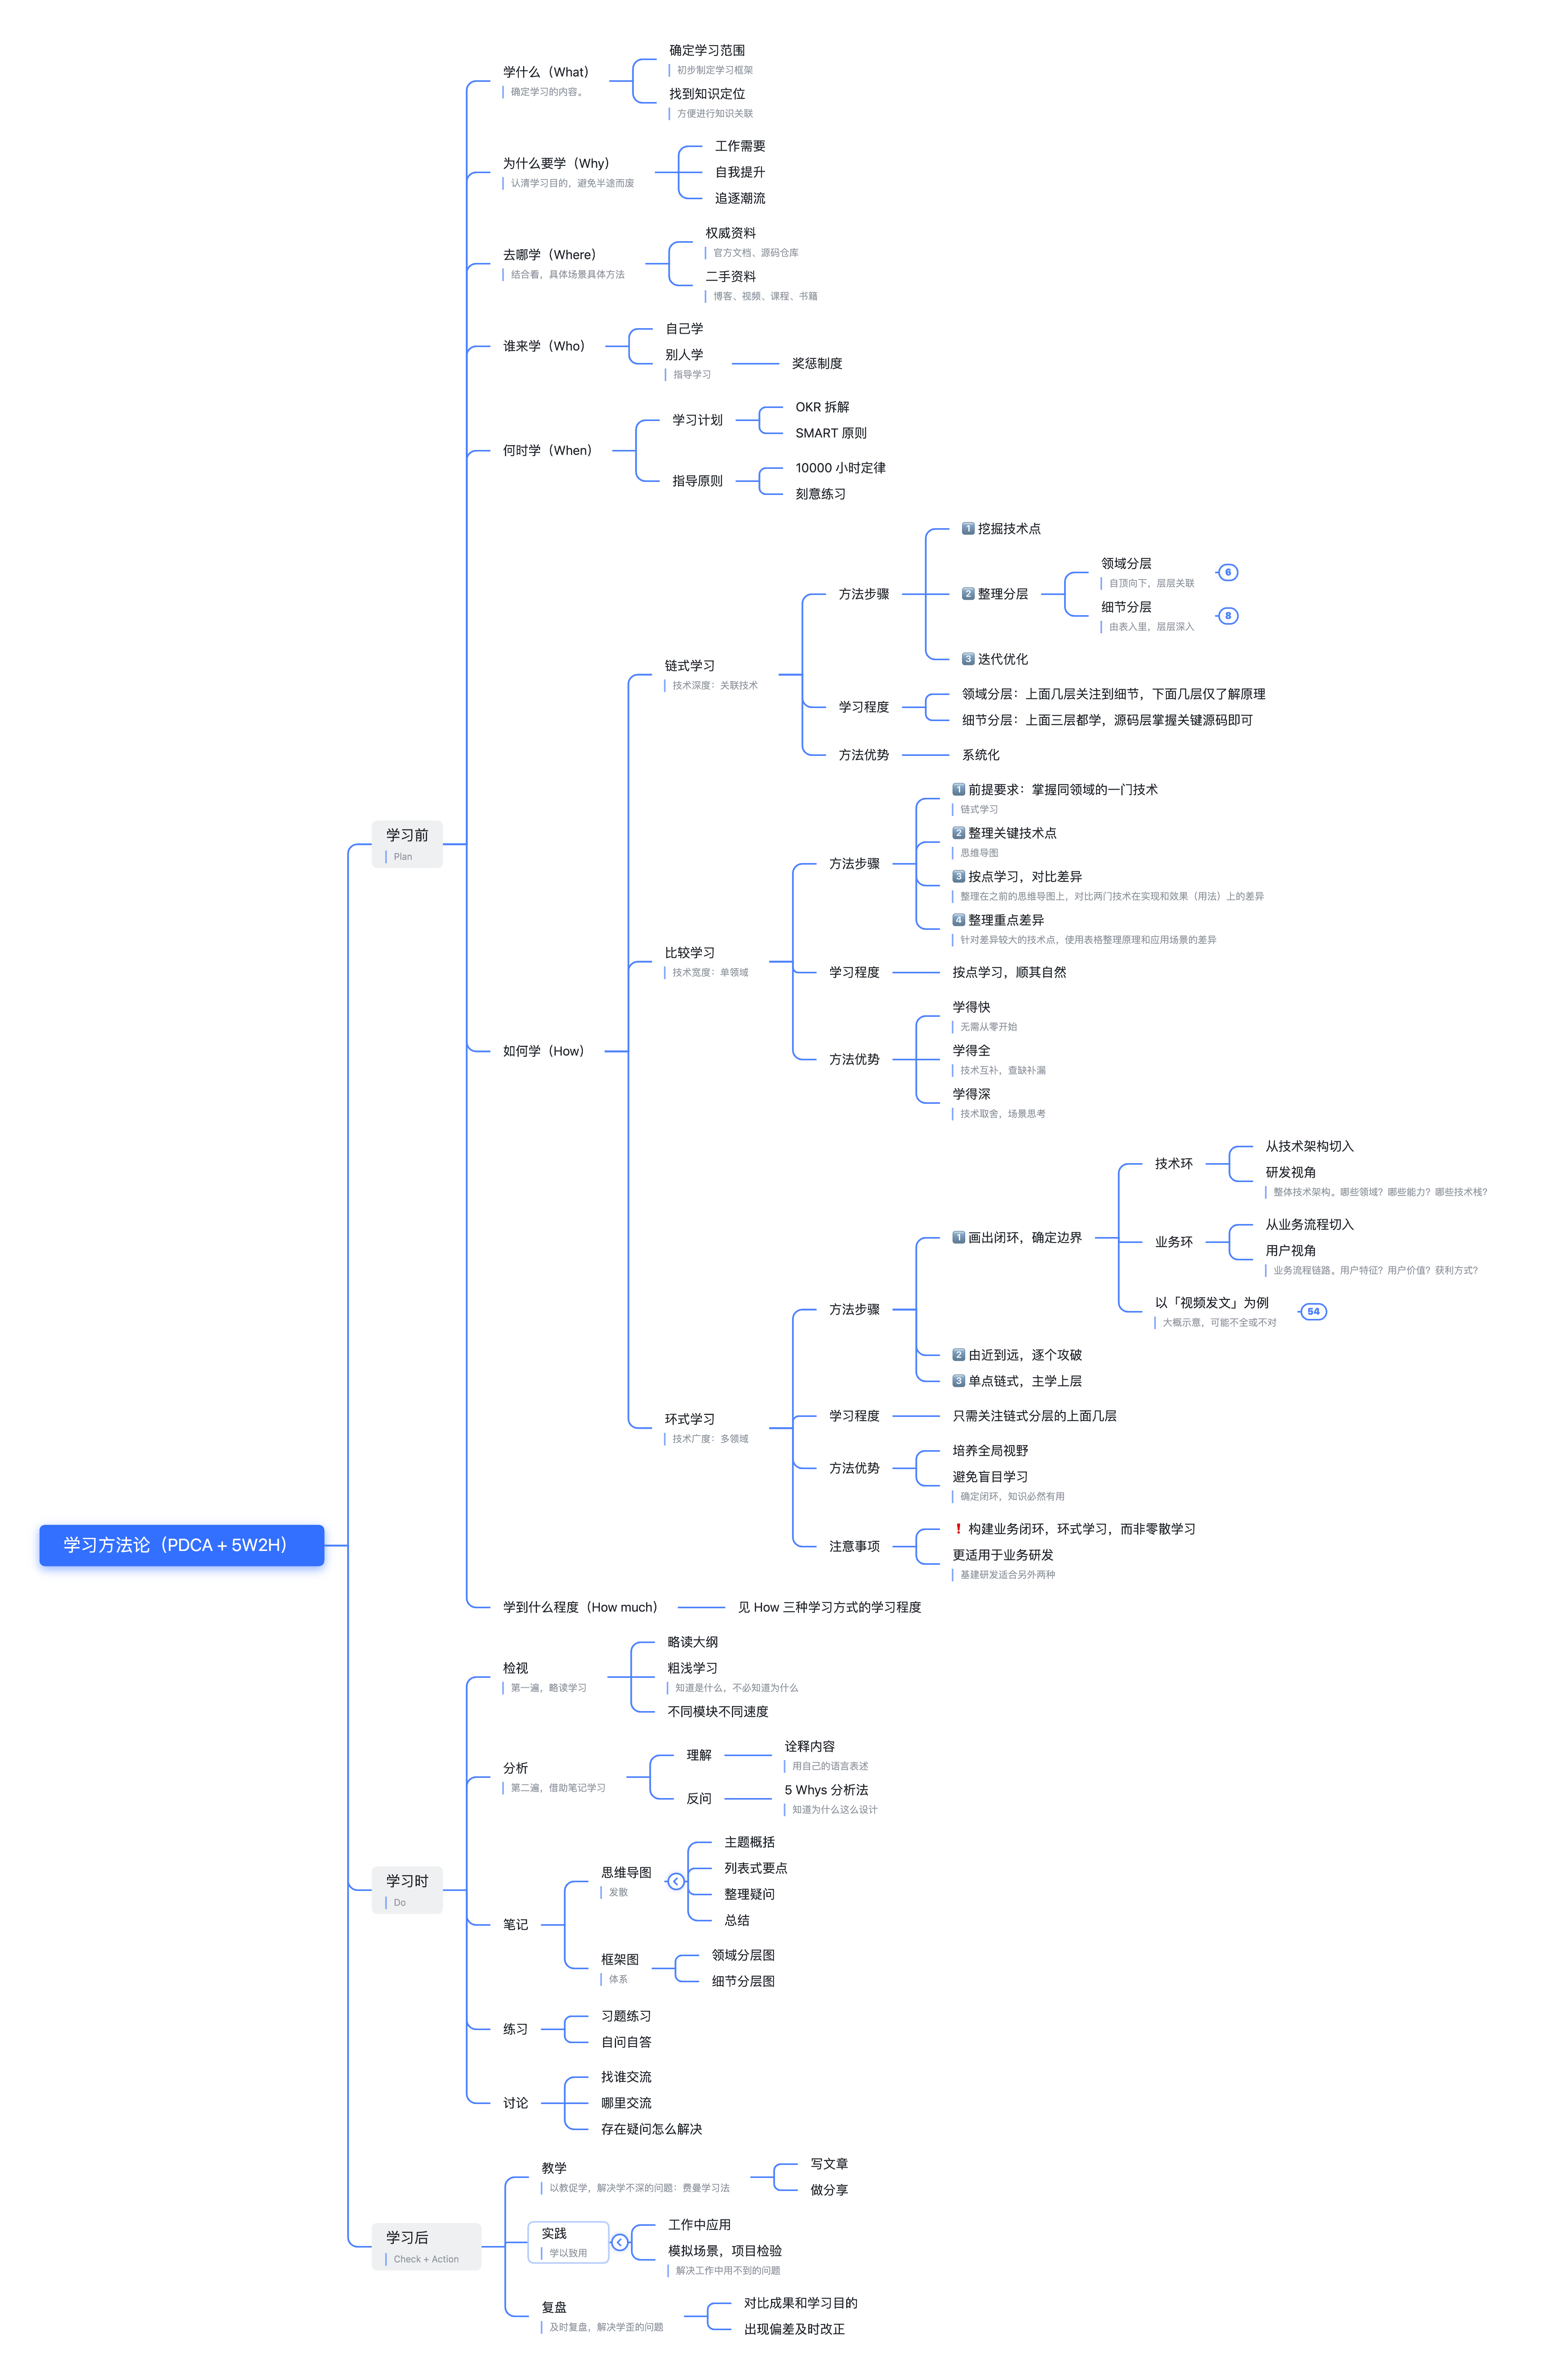 学习方法论（PDCA + 5W2H）
学习前
Plan
学什么（What）
确定学习的内容。
确定学习范围
初步制定学习框架
找到知识定位
方便进行知识关联
为什么要学（Why）
认清学习目的，避免半途而废
工作需要
自我提升
追逐潮流
去哪学（Where）
结合看，具体场景具体方法
权威资料
官方文档、源码仓库
二手资料
博客、视频、课程、书籍
谁来学（Who）
自己学
别人学
指导学习
奖惩制度
何时学（When）
学习计划
OKR 拆解
SMART 原则
指导原则
10000 小时定律
刻意练习
如何学（How）
链式学习
技术深度：关联技术
方法步骤
1 挖掘技术点
2 整理分层
领域分层
自顶向下，层层关联
6
细节分层
由表入里，层层深入
8
3 迭代优化
学习程度
领域分层：上面几层关注到细节，下面几层仅了解原理
细节分层：上面三层都学，源码层掌握关键源码即可
方法优势
系统化
比较学习
技术宽度：单领域
方法步骤
1 前提要求：掌握同领域的一门技术
链式学习
2 整理关键技术点
思维导图
3 按点学习，对比差异
整理在之前的思维导图上，对比两门技术在实现和效果（用法）上的差异
4 整理重点差异
针对差异较大的技术点，使用表格整理原理和应用场景的差异
学习程度
按点学习，顺其自然
方法优势
学得快
无需从零开始
学得全
技术互补，查缺补漏
学得深
技术取舍，场景思考
环式学习
技术广度：多领域
方法步骤
1 画出闭环，确定边界
技术环
从技术架构切入
研发视角
整体技术架构。哪些领域？哪些能力？哪些技术栈？
业务环
从业务流程切入
用户视角
业务流程链路。用户特征？用户价值？获利方式？
以「视频发文」为例
大概示意，可能不全或不对
54
2 由近到远，逐个攻破
3 单点链式，主学上层
学习程度
只需关注链式分层的上面几层
方法优势
培养全局视野
避免盲目学习
确定闭环，知识必然有用
注意事项
❗ 构建业务闭环，环式学习，而非零散学习
更适用于业务研发
基建研发适合另外两种
学到什么程度（How much）
见 How 三种学习方式的学习程度
学习时
Do
检视
第一遍，略读学习
略读大纲
粗浅学习
知道是什么，不必知道为什么
不同模块不同速度
分析
第二遍，借助笔记学习
理解
诠释内容
用自己的语言表述
反问
5 Whys 分析法
知道为什么这么设计
笔记
思维导图
发散
主题概括
列表式要点
整理疑问
总结
框架图
体系
领域分层图
细节分层图
练习
习题练习
自问自答
讨论
找谁交流
哪里交流
存在疑问怎么解决
学习后
Check + Action
教学
以教促学，解决学不深的问题：费曼学习法
写文章
做分享
实践
学以致用
工作中应用
模拟场景，项目检验
解决工作中用不到的问题
复盘
及时复盘，解决学歪的问题
对比成果和学习目的
出现偏差及时改正